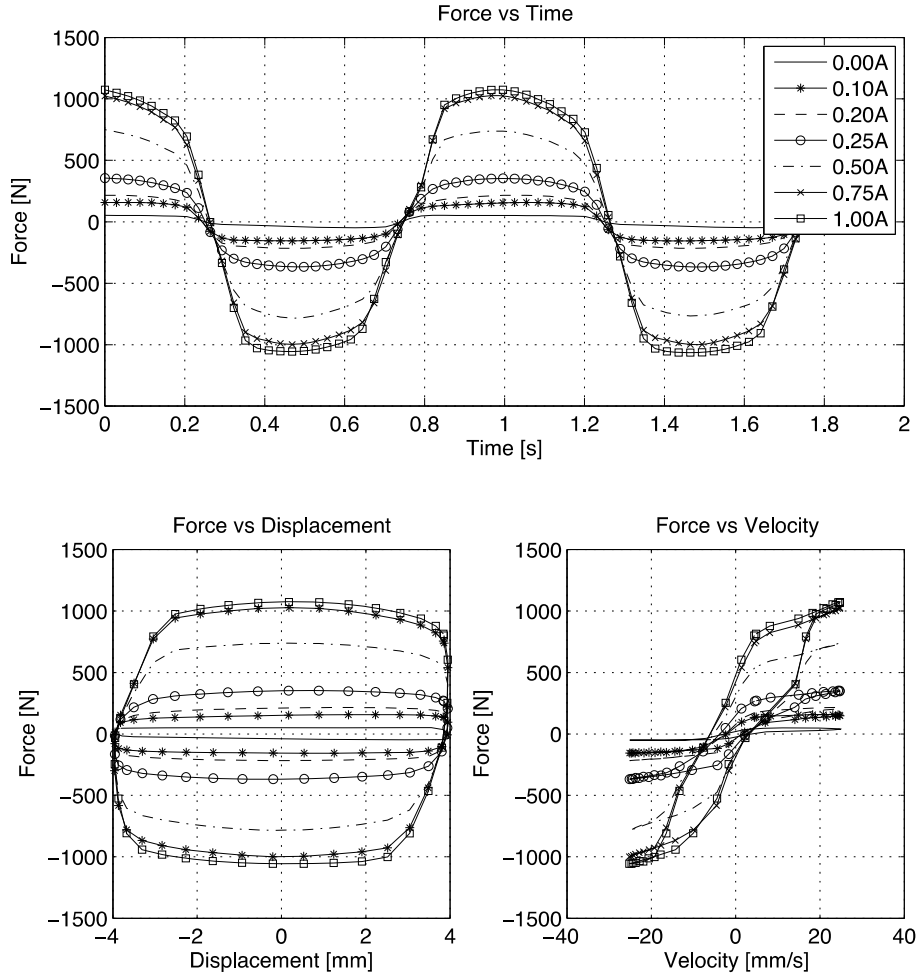 Force vs Time
1500
1000
500
0
−500
−1000
−1500
Force [N]
0 0.2 0.4 0.6 0.8 1 1.2 1.4 1.6 1.8 2
Time [s]
0.00A
0.10A
0.20A
0.25A
0.50A
0.75A
1.00A
Force vs Displacement
1500
1000
500
0
−500
−1000
−1500
Force [N]
−4 −2 0 2 4
Displacement [mm]
Force vs Velocity
1500
1000
500
0
−500
−1000
−1500
Force [N]
−40 −20 0 20 40
Velocity [mm/s]